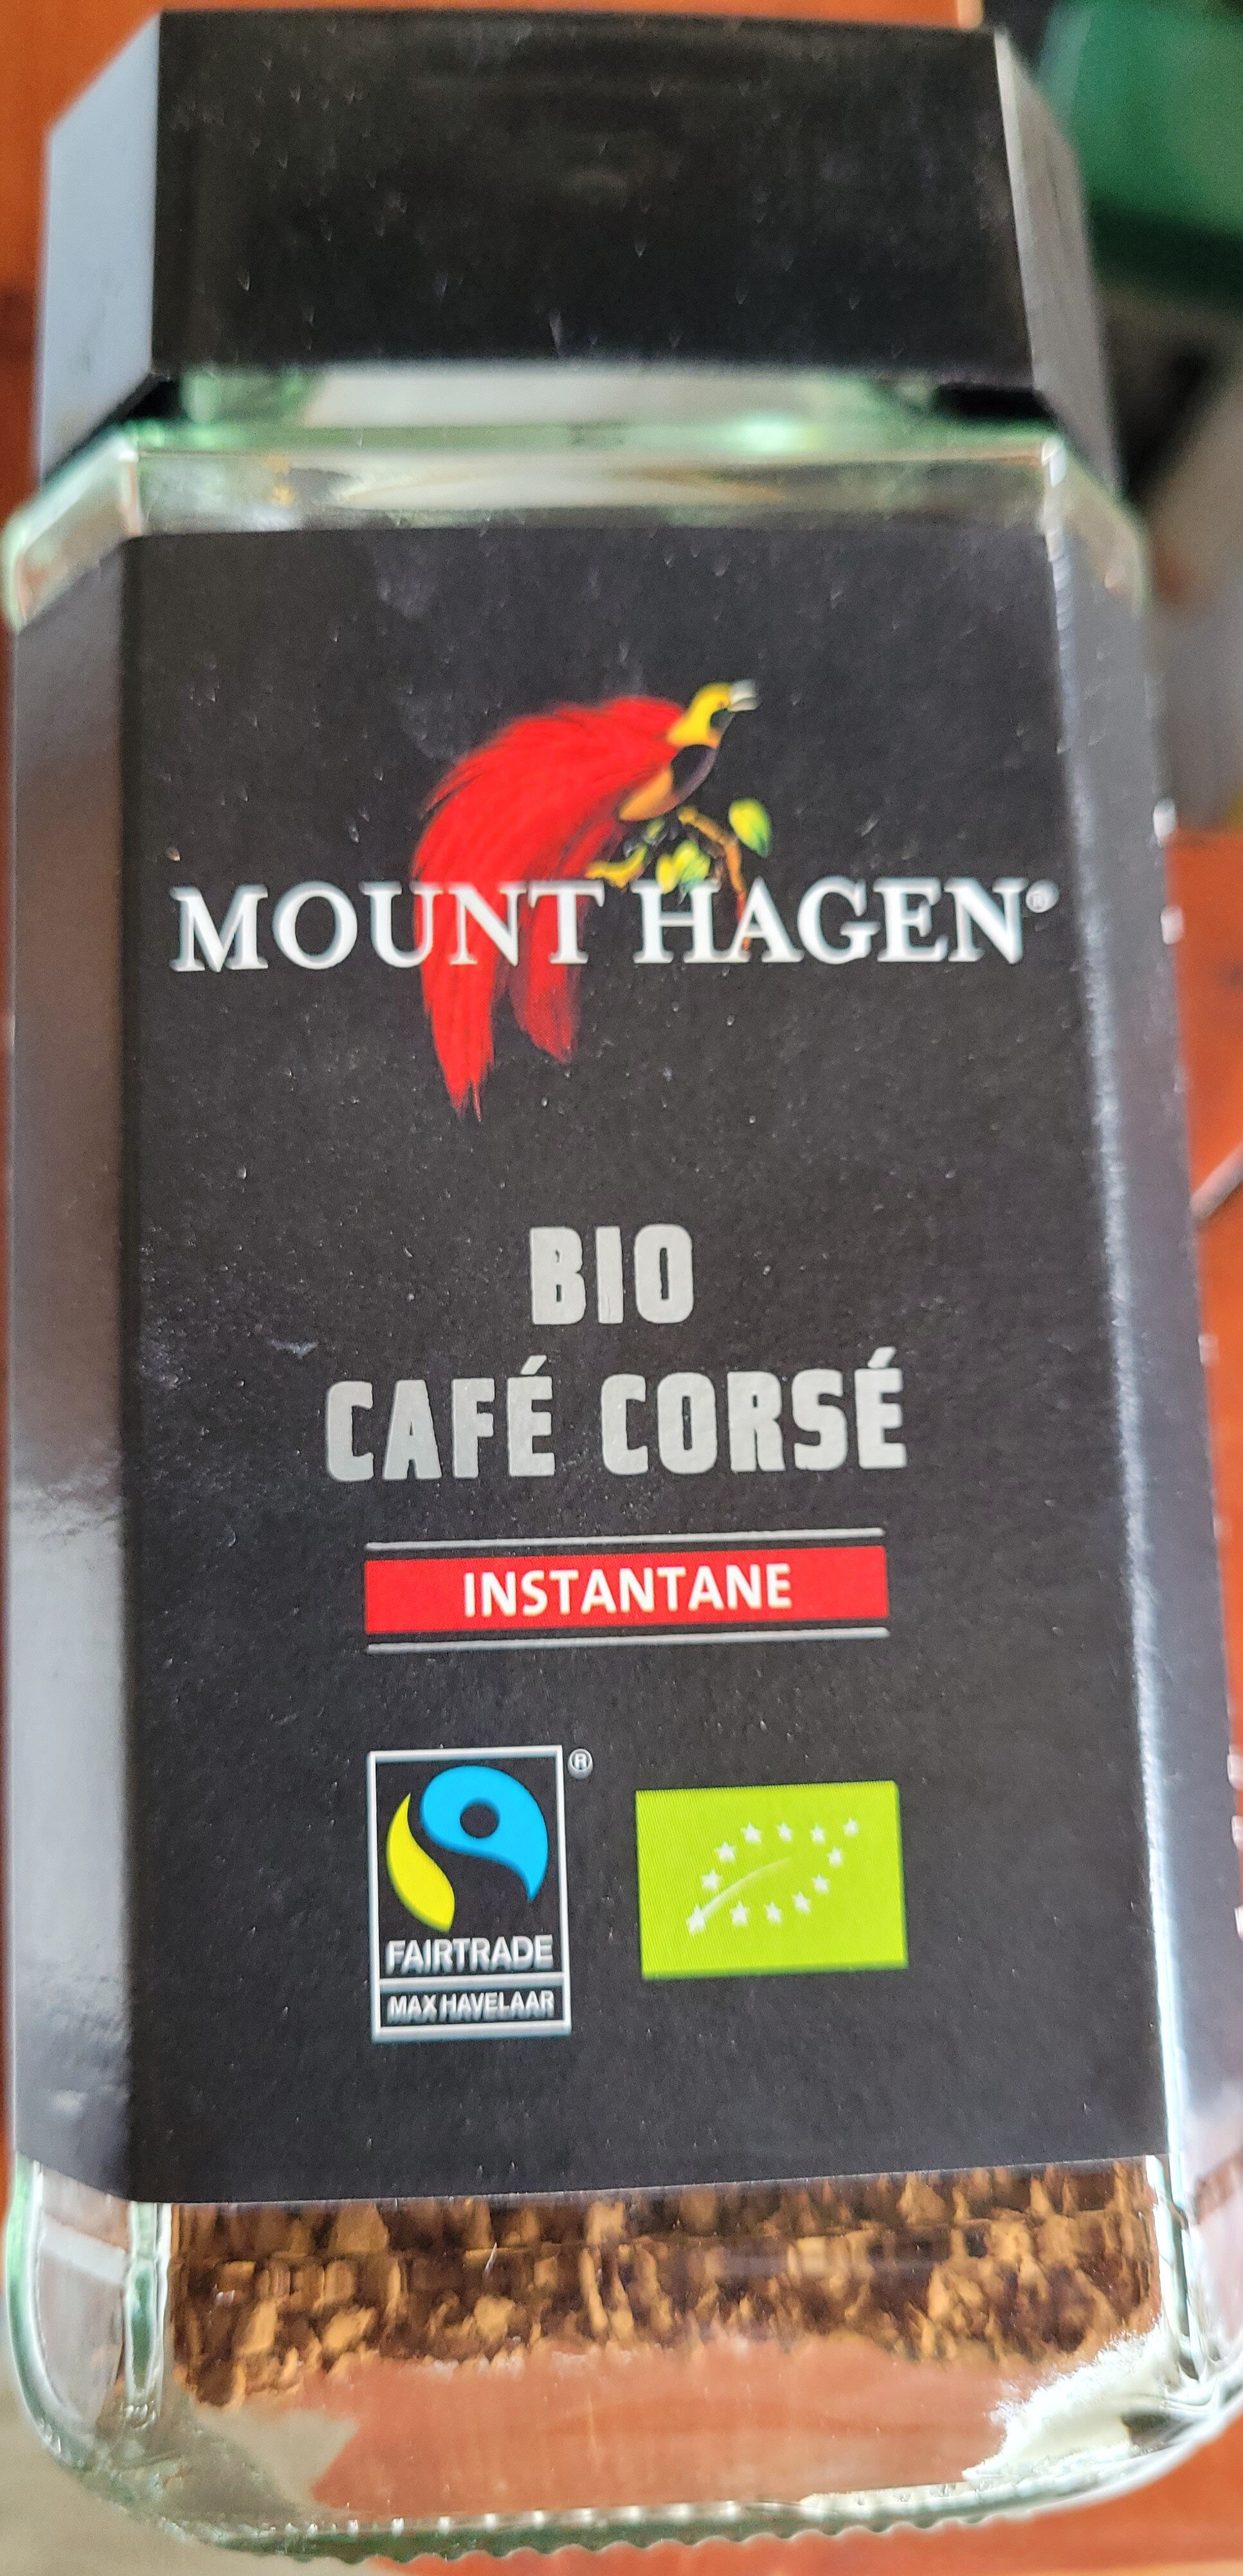 MOUNT HAGEN®
BIO
CAFÉ CORSÉ
INSTANTANE
®
FAIRTRADE
MAX HAVELAAR